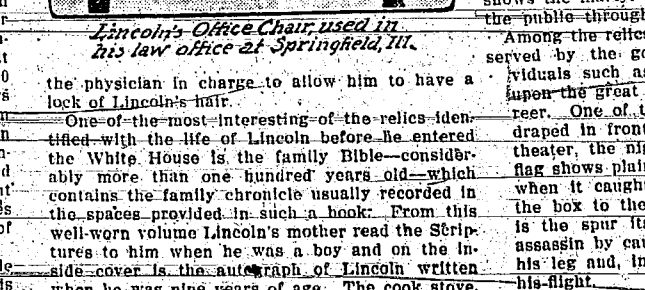 Lincoln's Office Chair, used in
his law office at Springfield, Ill.
the physician in charge to allow him to have a
lock of Lincoln's hair.
One of the most interesting of the relics iden-
tified with the life of Lincoln before he entered
the White House is the family Bible—consider-
ably more than one hundred years old—which
contains the family chronicle usually recorded in
the spaces provided in such a book. From this
well-worn volume Lincoln's mother read the Scrip-
tures to him when he was a boy and on the in-
side cover is the autograph of Lincoln written
when he was nine years of age. The cook stove
the public through
Among the relics
served by the go
viduals such as
upon the great
reer. One of t
draped in front
theater, the nig
flag shows plain
when it caught
the box to the
is the spur it
assassin by cau
his leg and, in
his flight.